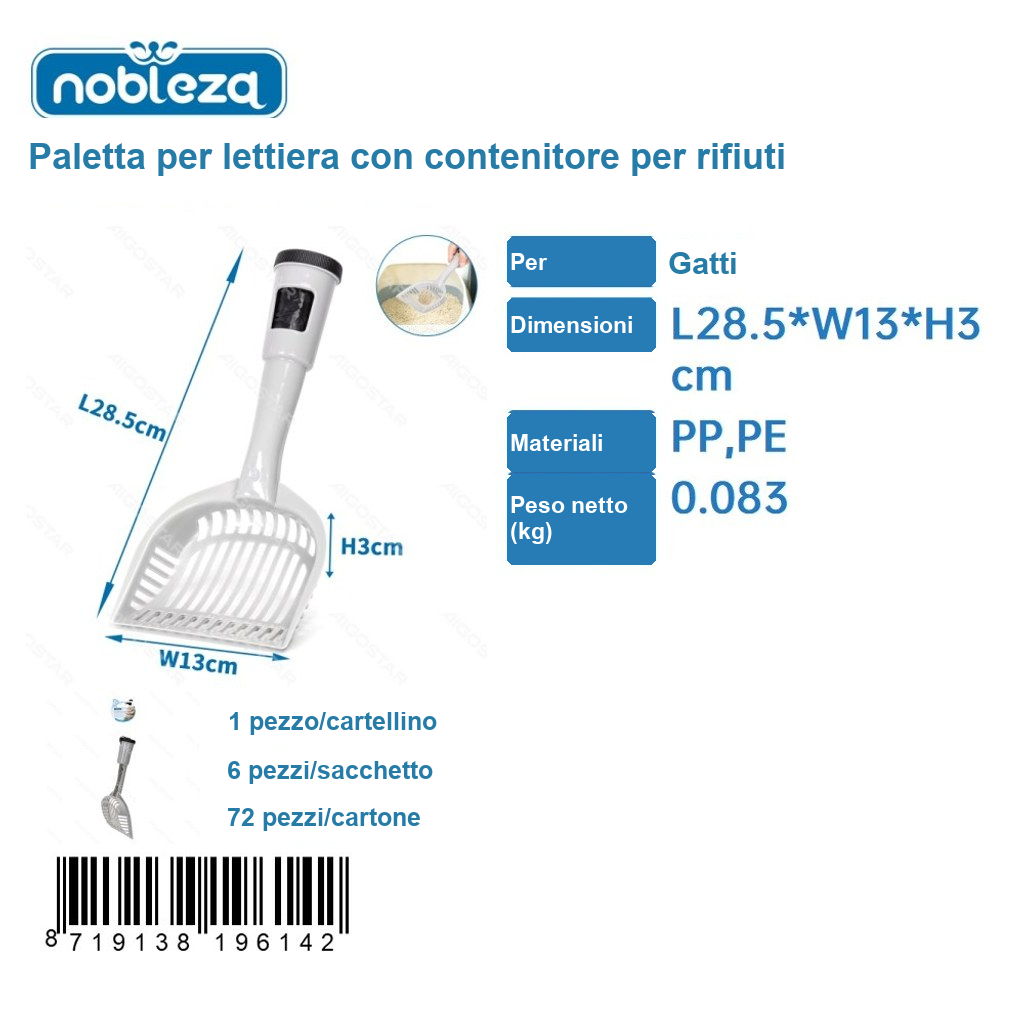 nobleza
Paletta per lettiera con contenitore per rifiuti
Per
Gatti
Dimensioni
L28.5*W13*H3
cm
Materiali
PP,PE
Peso netto
(kg)
0.083
L28.5cm
H3cm
W13cm
1 pezzo/cartellino
6 pezzi/sacchetto
72 pezzi/cartone
8 719138 196142
AIGOSTAR